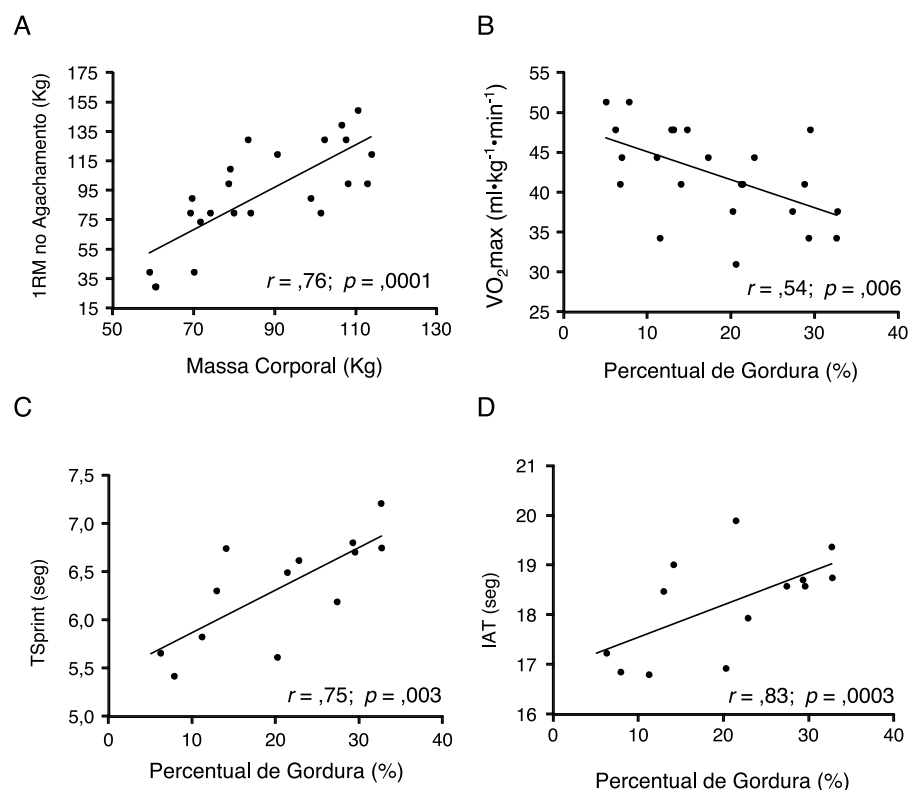 A
1RM no Agachamento (Kg)
175
155
135
115
95
75
55
35
15
r = ,76; p = ,0001
50 70 90 110 130
Massa Corporal (Kg)
B
VO2max (ml•kg⁻¹•min⁻¹)
55
50
45
40
35
30
25
r = ,54; p = ,006
0 10 20 30 40
Percentual de Gordura (%)
C
TSprint (seg)
7,5
7,0
6,5
6,0
5,5
5,0
r = ,75; p = ,003
0 10 20 30 40
Percentual de Gordura (%)
D
IAT (seg)
21
20
19
18
17
16
r = ,83; p = ,0003
0 10 20 30 40
Percentual de Gordura (%)